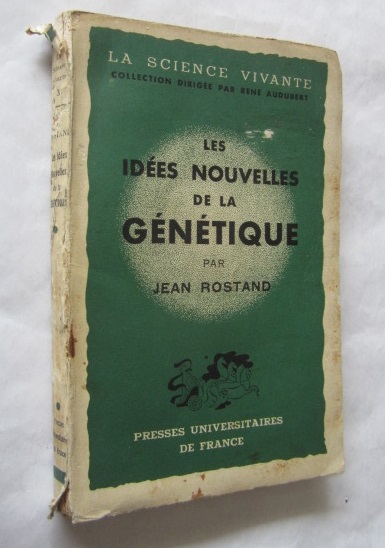 LA SCIENCE VIVANTE
COLLECTION DIRIGÉE PAR RENÉ AUDUBERT
LES
IDÉES NOUVELLES
DE LA
GÉNÉTIQUE
PAR
JEAN ROSTAND
PRESSES UNIVERSITAIRES
DE FRANCE